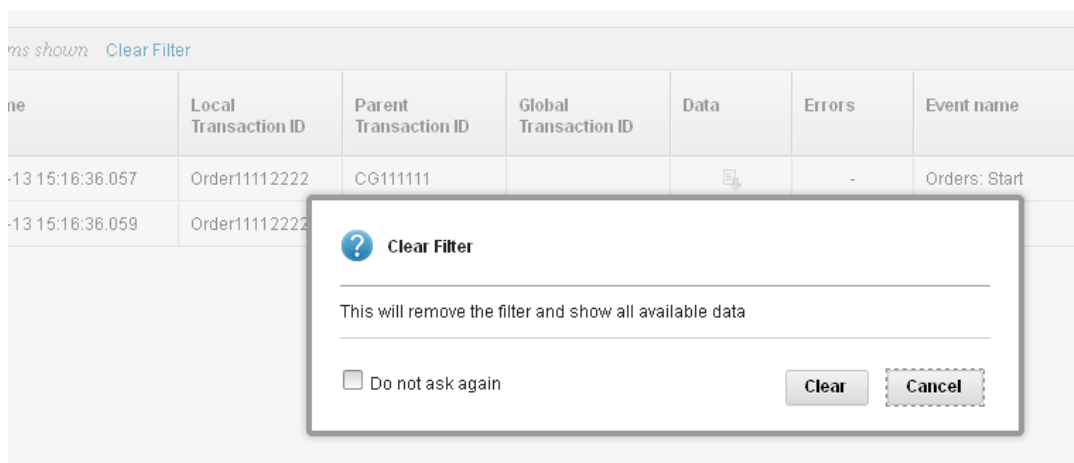 ms shown Clear Filter
me Local Parent Global Data Errors Event name
Transaction ID Transaction ID Transaction ID
-13 15:16:36.057 Order11112222 CG111111 - Orders: Start
-13 15:16:36.059 Order11112222
Clear Filter
This will remove the filter and show all available data
Do not ask again Clear Cancel